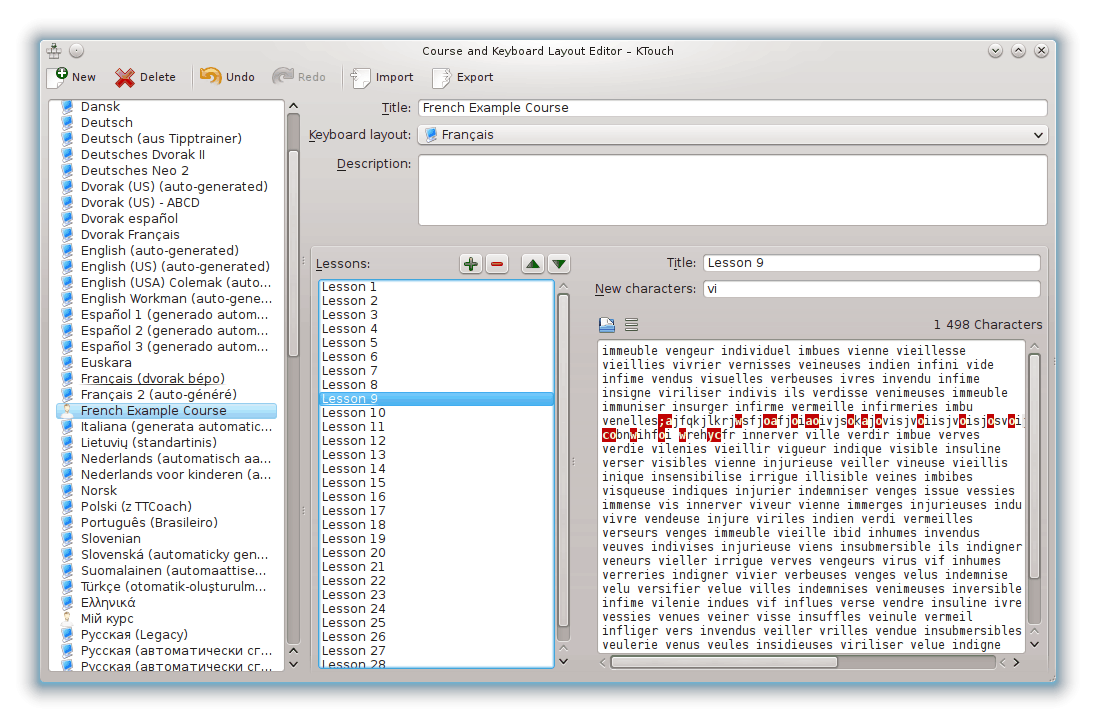 Course and Keyboard Layout Editor – KTouch
New Delete Undo Redo Import Export
Dansk
Deutsch
Deutsch (aus Tipptrainer)
Deutsches Dvorak II
Deutsches Neo 2
Dvorak (US) (auto-generated)
Dvorak (US) - ABCD
Dvorak español
Dvorak Français
English (auto-generated)
English (US) (auto-generated)
English (USA) Colemak (auto...
English Workman (auto-gene...
Español 1 (generado autom...
Español 2 (generado autom...
Español 3 (generado autom...
Euskara
Français (dvorak bépo)
Français 2 (auto-généré)
French Example Course
Italiana (generata automatic...
Lietuvių (standartinis)
Nederlands (automatisch aa...
Nederlands voor kinderen (a...
Norsk
Polski (z TTCoach)
Português (Brasileiro)
Slovenian
Slovenská (automaticky gen...
Suomalainen (automaattise...
Türkçe (otomatik-oluşturulm...
Ελληνικά
Мій курс
Русская (Legacy)
Русская (автоматически сг...
Русская (автоматически сг...
Title: French Example Course
Keyboard layout: Français
Description:
Lessons:
Lesson 1
Lesson 2
Lesson 3
Lesson 4
Lesson 5
Lesson 6
Lesson 7
Lesson 8
Lesson 9
Lesson 10
Lesson 11
Lesson 12
Lesson 13
Lesson 14
Lesson 15
Lesson 16
Lesson 17
Lesson 18
Lesson 19
Lesson 20
Lesson 21
Lesson 22
Lesson 23
Lesson 24
Lesson 25
Lesson 26
Lesson 27
Lesson 28
Title: Lesson 9
New characters: vi
1 498 Characters
immeuble vengeur individuel imbues vienne vieillesse
vieillies vivrier vernisses veineuses indien infini vide
infime vendus visuelles verbeuses ivres invendu infime
insigne viriliser indivis ils verdisse venimeuses immeuble
immuniser insurger infirme vermeille infirmeries imbu
venelles;ajfqkjlkrjwsfjoafjoiaoivjsokajovisjvoiisjvoisjosvoi
cobnwihfoi wrehycfr innerver ville verdir imbue verves
verdie vilenies vieillir vigueur indique visible insuline
verser visibles vienne injurieuse veiller vineuse vieillis
inique insensibilise irrigue illisible veines imbibes
visqueuse indiques injurier indemniser venges issue vessies
immense vis innerver viveur vienne immerges injurieuses indu
vivre vendeuse injure viriles indien verdi vermeilles
verseurs venges immeuble vieille ibid inhumes invendus
veuves indivises injurieuse viens insubmersible ils indigner
veneurs vieller irrigue verves vengeurs virus vif inhumes
verreries indigner vivier verbeuses venges velus indemnise
velu versifier velue villes indemnises venimeuses inversible
infime vilenie indues vif influes verse vendre insuline ivre
vessies venues veiner visse insuffles veinule vermeil
infliger vers invendus veiller vrilles vendue insubmersibles
veulerie venus veules insidieuses viriliser velue indigne